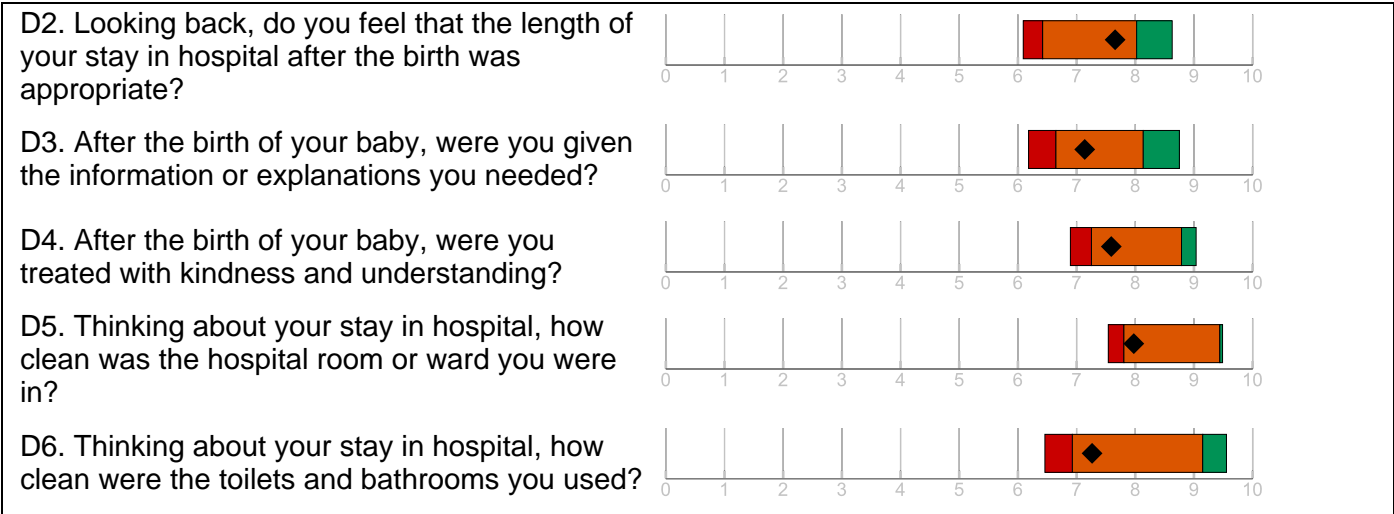 D2. Looking back, do you feel that the length of
your stay in hospital after the birth was
appropriate?
0 1 2 3 4 5 6 7 8 9 10
D3. After the birth of your baby, were you given
the information or explanations you needed?
0 1 2 3 4 5 6 7 8 9 10
D4. After the birth of your baby, were you
treated with kindness and understanding?
0 1 2 3 4 5 6 7 8 9 10
D5. Thinking about your stay in hospital, how
clean was the hospital room or ward you were
in?
0 1 2 3 4 5 6 7 8 9 10
D6. Thinking about your stay in hospital, how
clean were the toilets and bathrooms you used?
0 1 2 3 4 5 6 7 8 9 10